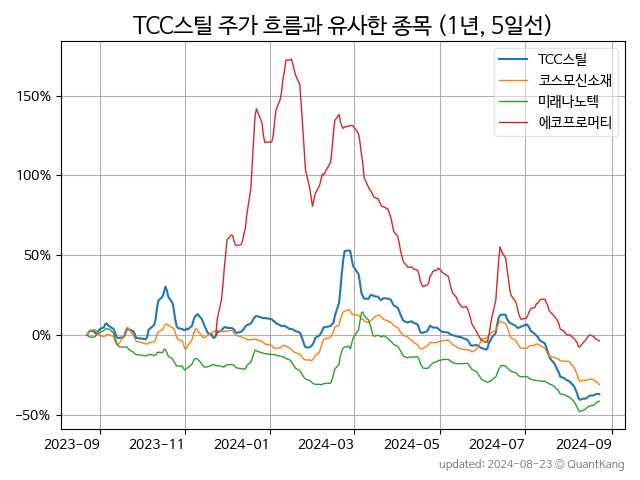 TCC스틸 주가 흐름과 유사한 종목 (1년, 5일선)
TCC스틸
코스모신소재
미래나노텍
에코프로머티
150%
100%
50%
0%
−50%
2023-09 2023-11 2024-01 2024-03 2024-05 2024-07 2024-09
updated: 2024-08-23 © QuantKang